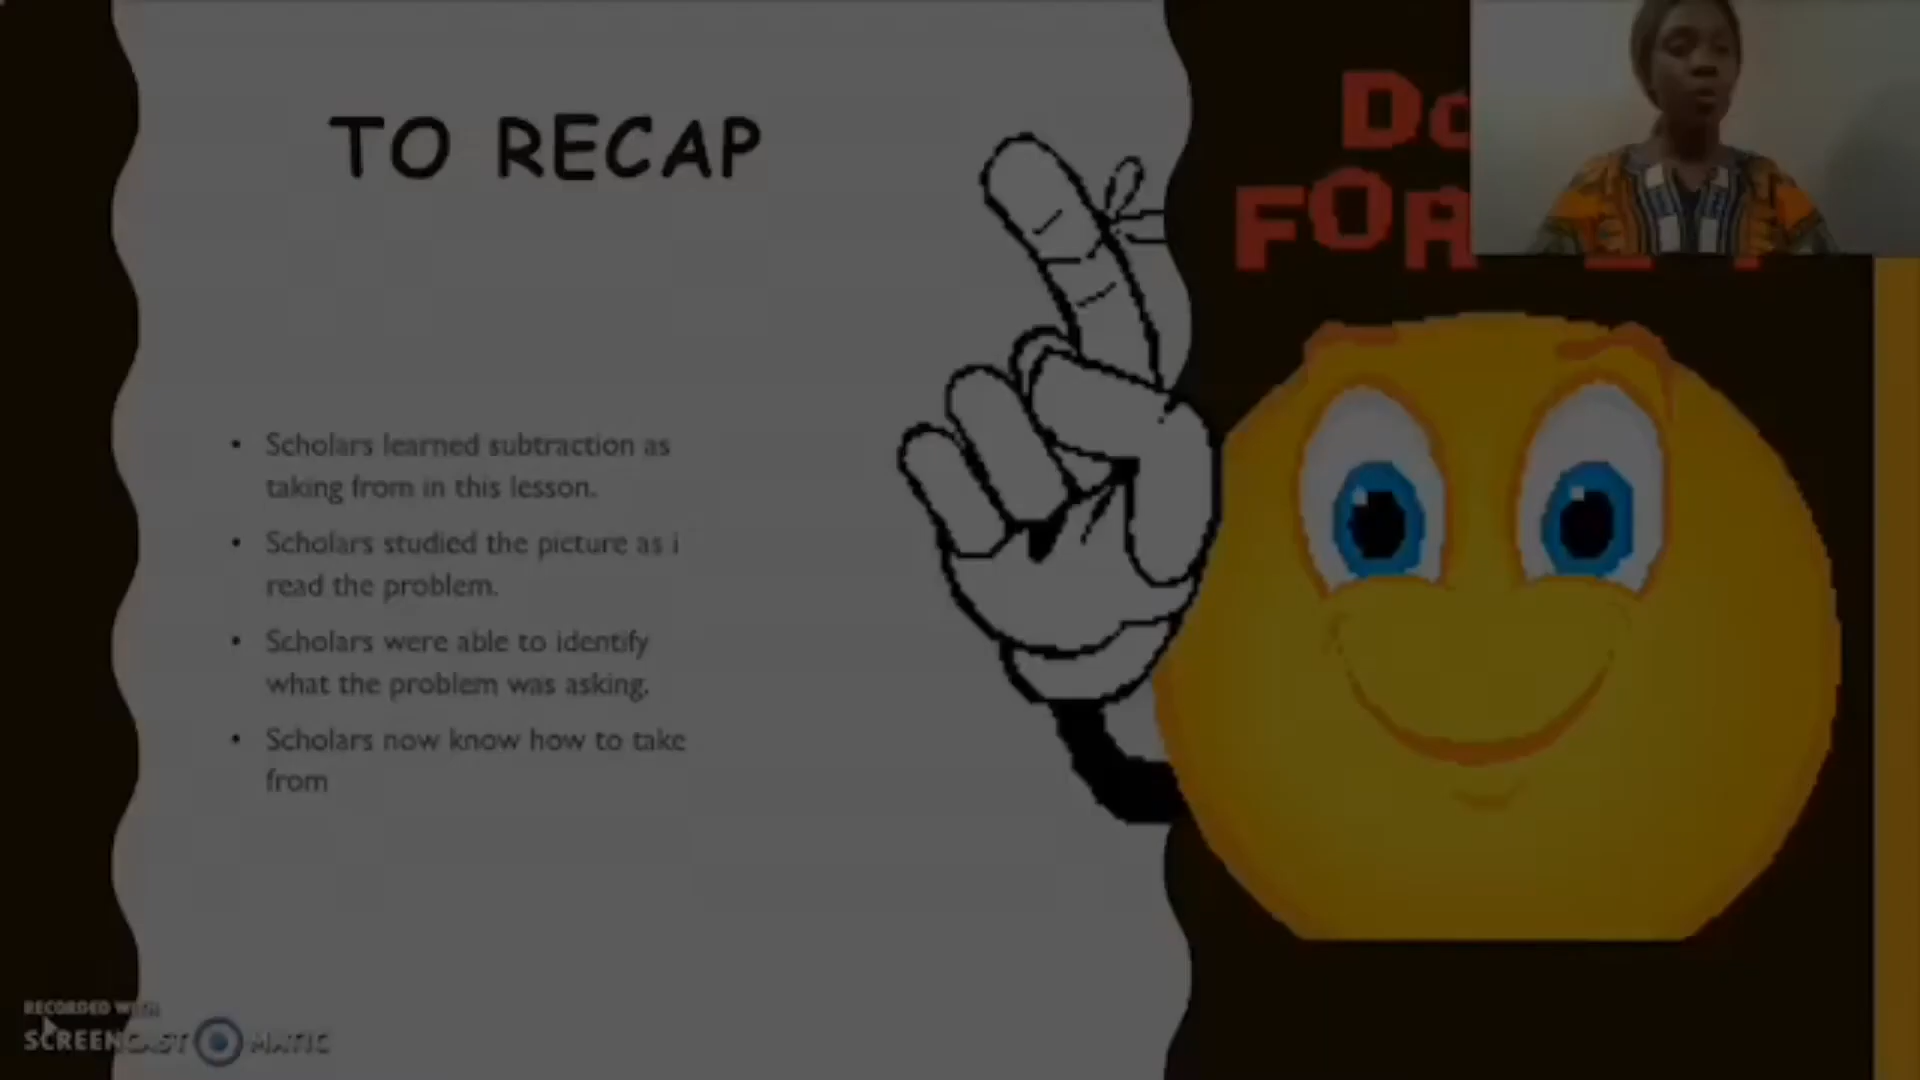 TO RECAP
• Scholars learned subtraction as
taking from in this lesson.
• Scholars studied the picture as i
read the problem.
• Scholars were able to identify
what the problem was asking.
• Scholars now know how to take
from
RECORDED WITH
SCREENCAST MATIC